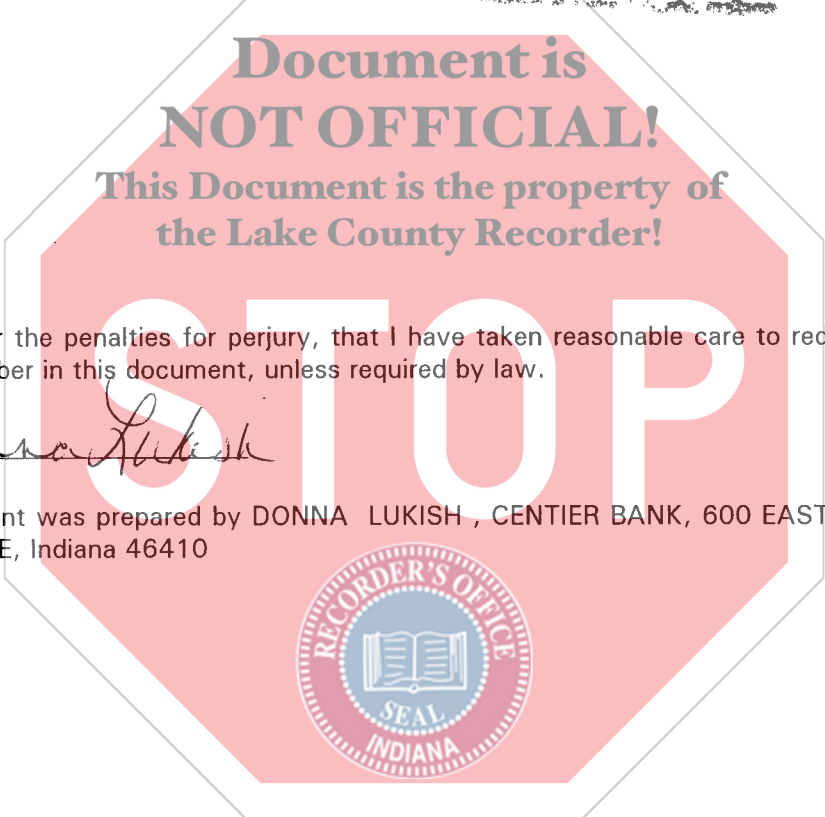 Document is
NOT OFFICIAL!
This Document is the property of
the Lake County Recorder!
STOP
r the penalties for perjury, that I have taken reasonable care to red
ber in this document, unless required by law.
na Lukish
nt was prepared by DONNA LUKISH , CENTIER BANK, 600 EAST
E, Indiana 46410
RECORDER'S OFFICE
SEAL
INDIANA